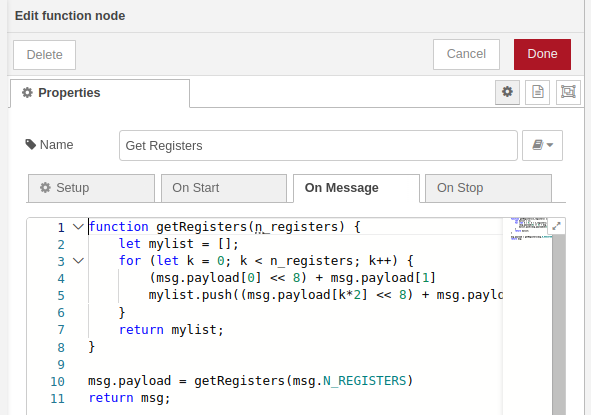 Edit function node
Delete
Cancel
Done
Properties
Name
Get Registers
Setup
On Start
On Message
On Stop
1 function getRegisters(n_registers) {
2     let mylist = [];
3     for (let k = 0; k < n_registers; k++) {
4         (msg.payload[0] << 8) + msg.payload[1]
5         mylist.push((msg.payload[k*2] << 8) + msg.paylo
6     }
7     return mylist;
8 }
9
10 msg.payload = getRegisters(msg.N_REGISTERS)
11 return msg;